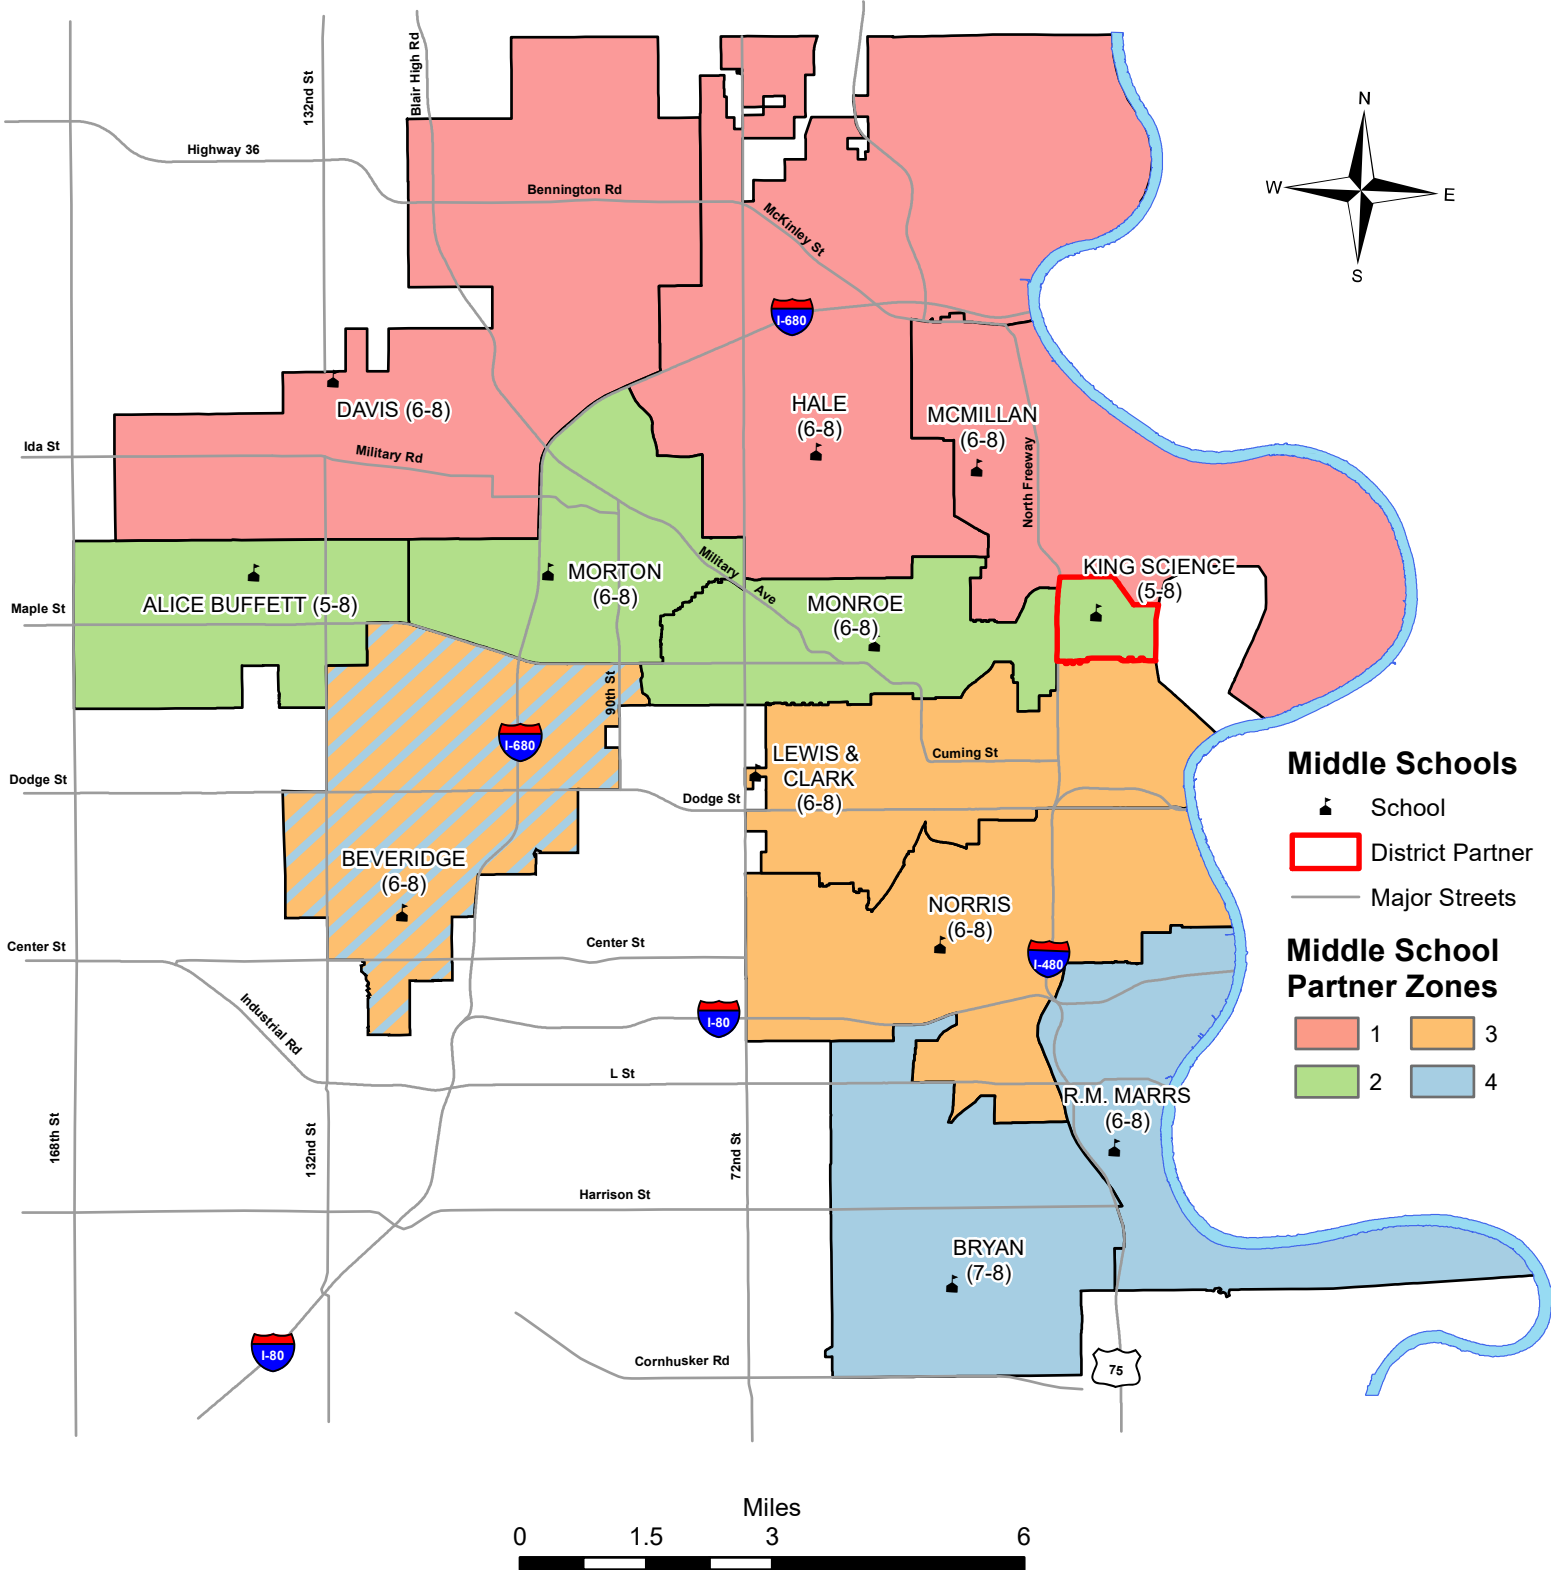 132nd St
Blair High Rd
N
W
E
S
Highway 36
Bennington Rd
McKinley St
I-680
DAVIS (6-8)
HALE
(6-8)
MCMILLAN
(6-8)
North Freeway
Ida St
Military Rd
Military
Ave
KING SCIENCE
(5-8)
MORTON
(6-8)
ALICE BUFFETT (5-8)
MONROE
(6-8)
Maple St
90th St
I-680
LEWIS &
CLARK
(6-8)
Cuming St
Dodge St
Dodge St
BEVERIDGE
(6-8)
NORRIS
(6-8)
Center St
Center St
I-480
Industrial Rd
I-80
L St
R.M. MARRS
(6-8)
168th St
132nd St
72nd St
Harrison St
BRYAN
(7-8)
I-80
Cornhusker Rd
75
Middle Schools
School
District Partner
Major Streets
Middle School
Partner Zones
1 3
2 4
Miles
0 1.5 3 6